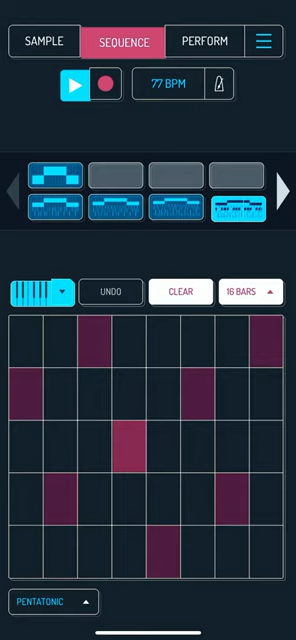 SAMPLE
SEQUENCE
PERFORM
77 BPM
UNDO
CLEAR
16 BARS
PENTATONIC